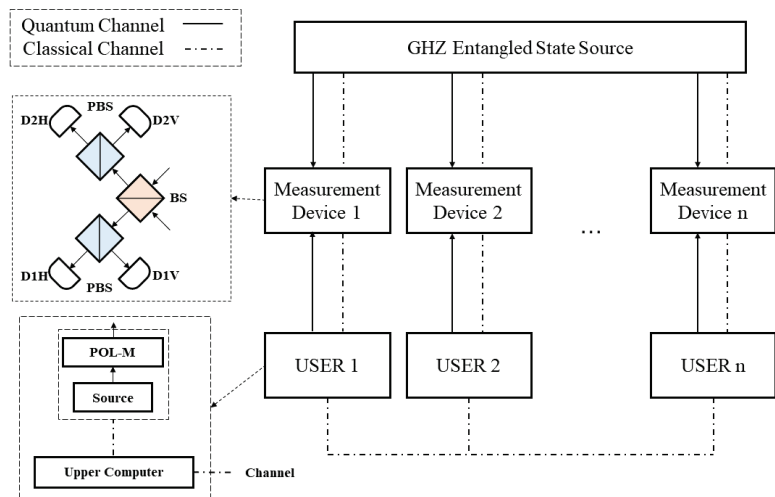 Quantum Channel
Classical Channel
GHZ Entangled State Source
PBS
D2H
D2V
BS
D1H
D1V
PBS
Measurement
Device 1
Measurement
Device 2
...
Measurement
Device n
POL-M
Source
Upper Computer
Channel
USER 1
USER 2
USER n